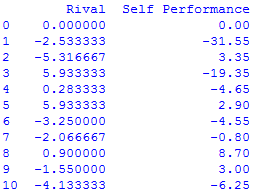 Rival  Self Performance
0  0.000000  0.00
1  -2.533333  -31.55
2  -5.316667  3.35
3  5.933333  -19.35
4  0.283333  -4.65
5  5.933333  2.90
6  -3.250000  -4.55
7  -2.066667  -0.80
8  0.900000  8.70
9  -1.550000  3.00
10  -4.133333  -6.25